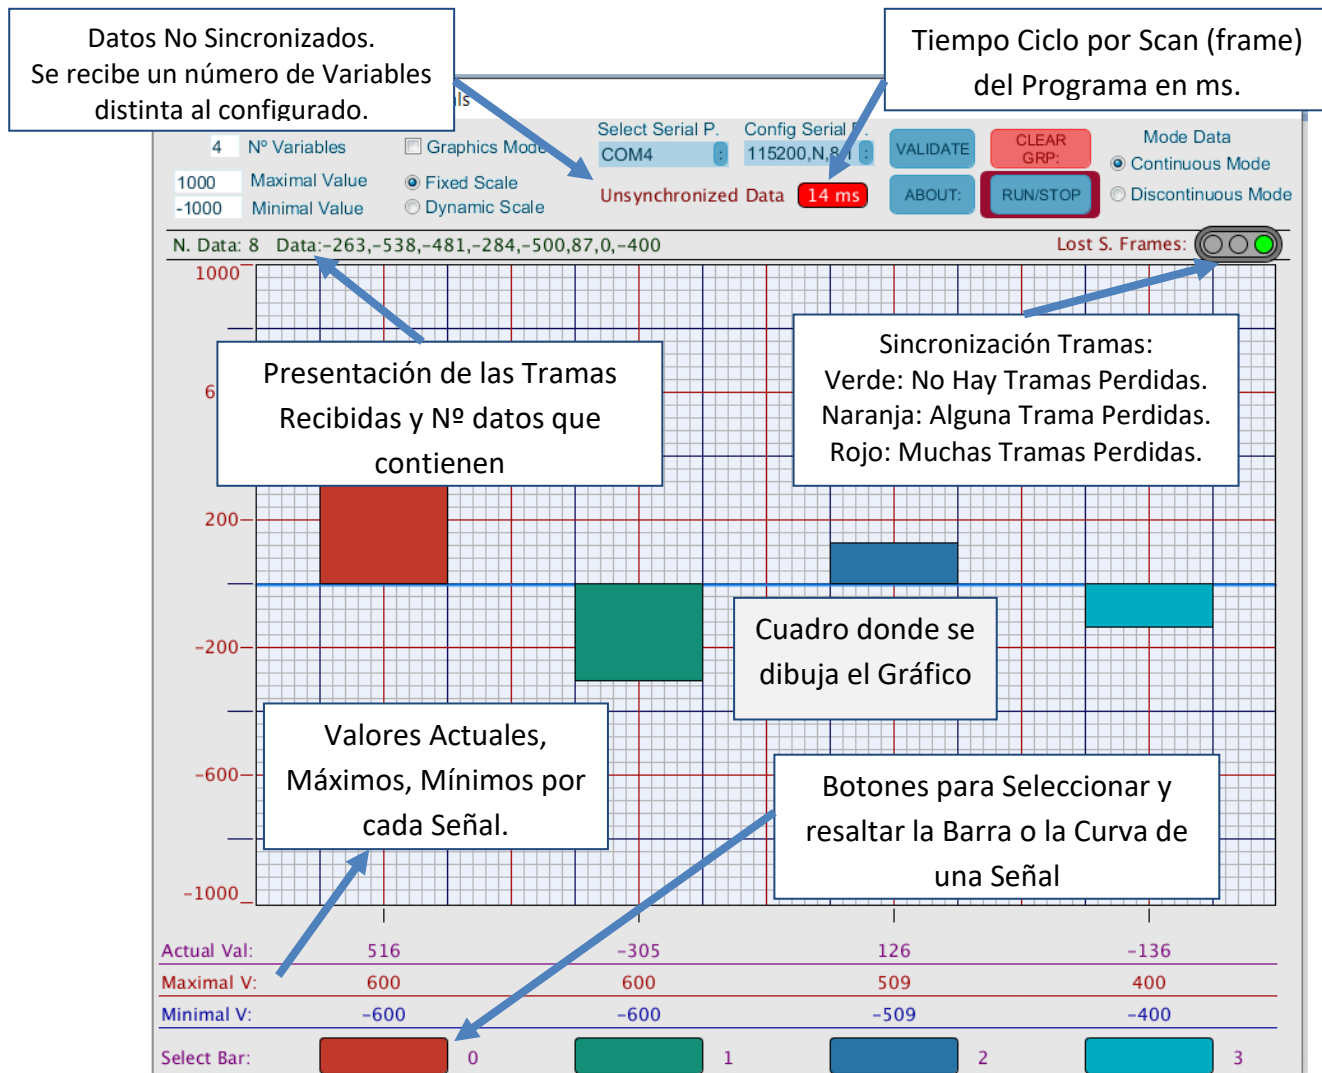 Datos No Sincronizados.
Se recibe un número de Variables
distinta al configurado.
Tiempo Ciclo por Scan (frame)
del Programa en ms.
ls
4 Nº Variables
1000 Maximal Value
-1000 Minimal Value
Graphics Mode
Fixed Scale
Dynamic Scale
Select Serial P.
COM4
Config Serial P.
115200,N,8,1
Unsynchronized Data 14 ms
VALIDATE
ABOUT:
CLEAR
GRP:
RUN/STOP
Mode Data
Continuous Mode
Discontinuous Mode
N. Data: 8 Data:-263,-538,-481,-284,-500,87,0,-400
Lost S. Frames:
1000
6
200
-200
-600
-1000
Presentación de las Tramas
Recibidas y Nº datos que
contienen
Sincronización Tramas:
Verde: No Hay Tramas Perdidas.
Naranja: Alguna Trama Perdidas.
Rojo: Muchas Tramas Perdidas.
Cuadro donde se
dibuja el Gráfico
Valores Actuales,
Máximos, Mínimos por
cada Señal.
Botones para Seleccionar y
resaltar la Barra o la Curva de
una Señal
Actual Val: 516 -305 126 -136
Maximal V: 600 600 509 400
Minimal V: -600 -600 -509 -400
Select Bar: 0 1 2 3